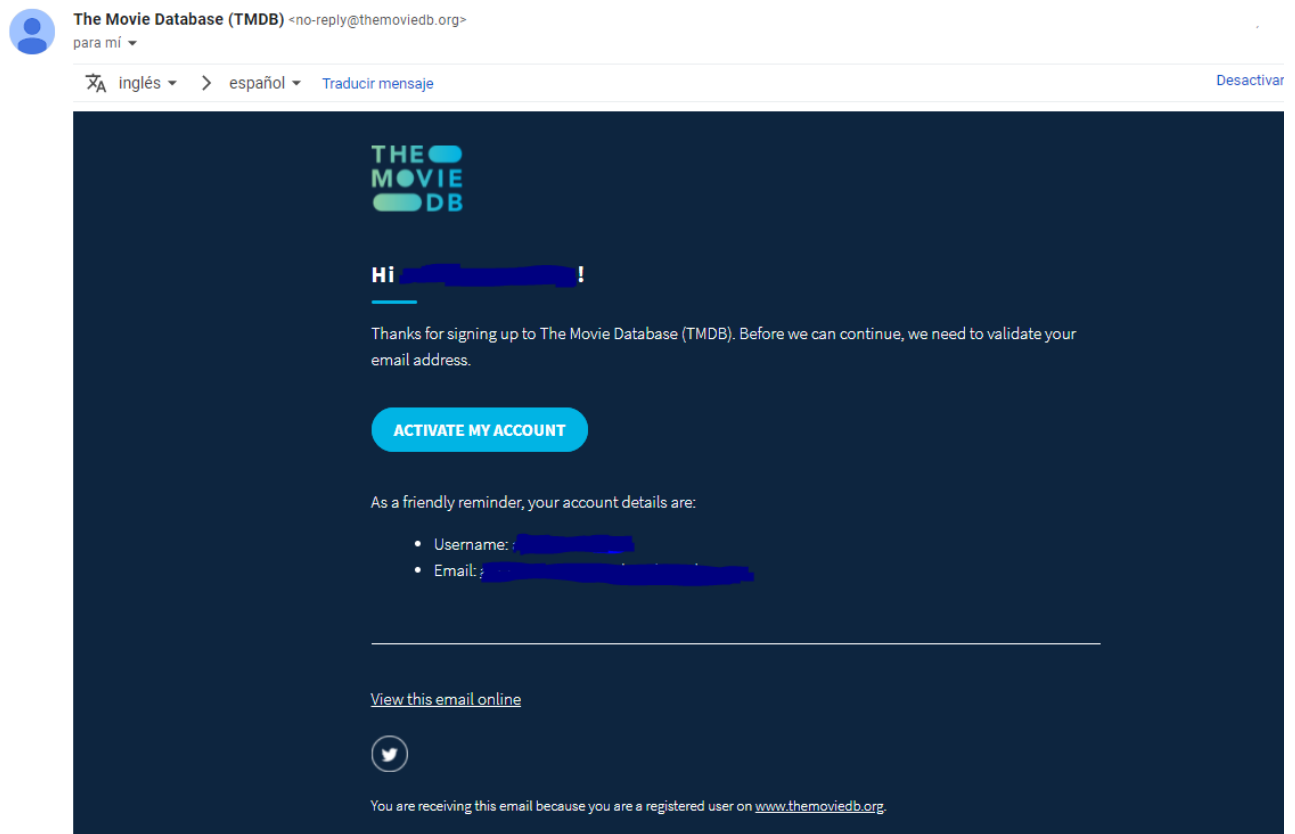 The Movie Database (TMDB) <no-reply@themoviedb.org>
para mí
inglés > español Traducir mensaje Desactivar
THE
MOVIE
DB
Hi !
Thanks for signing up to The Movie Database (TMDB). Before we can continue, we need to validate your
email address.
ACTIVATE MY ACCOUNT
As a friendly reminder, your account details are:
• Username:
• Email:
View this email online
You are receiving this email because you are a registered user on www.themoviedb.org.